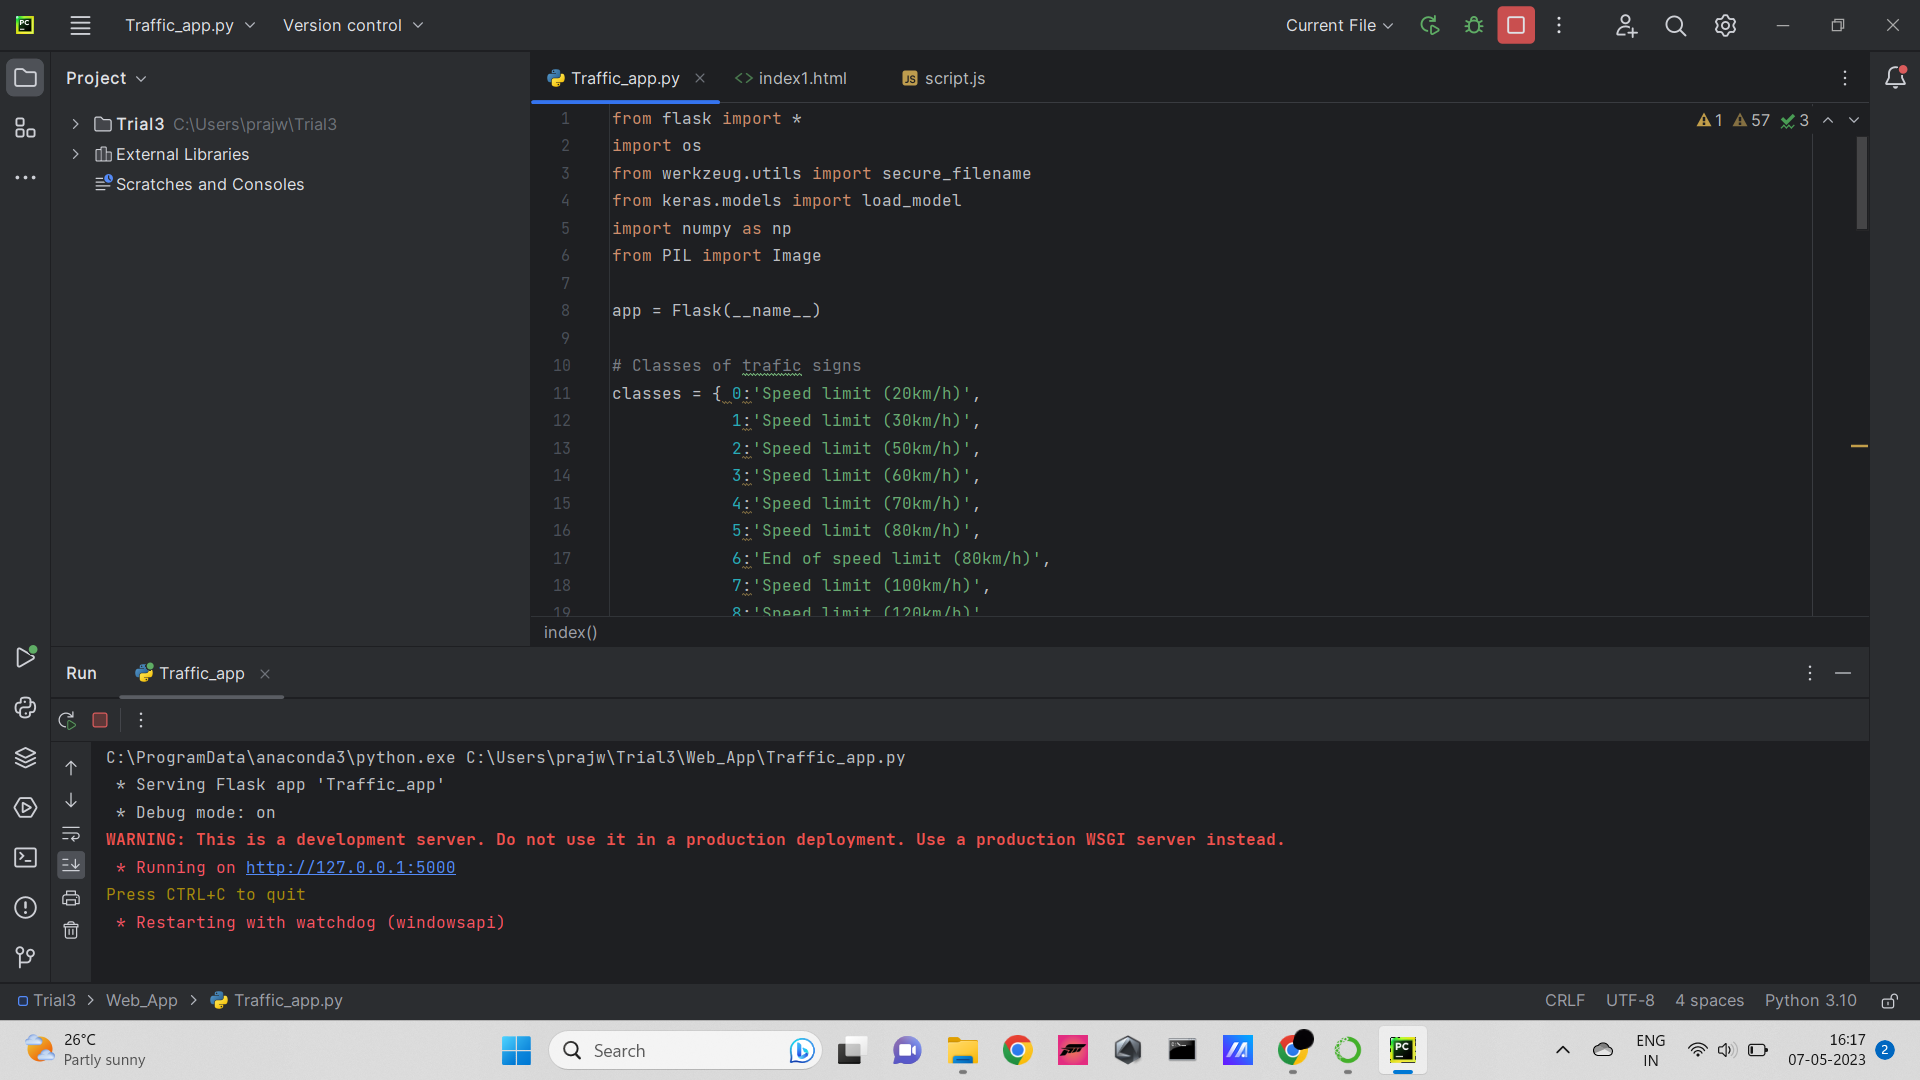 Traffic_app.py
Version control
Current File
Project
Traffic_app.py
index1.html
script.js
Trial3 C:\Users\prajw\Trial3
External Libraries
Scratches and Consoles
1 57 3
1 from flask import *
2 import os
3 from werkzeug.utils import secure_filename
4 from keras.models import load_model
5 import numpy as np
6 from PIL import Image
7
8 app = Flask(__name__)
9
10 # Classes of trafic signs
11 classes = { 0:'Speed limit (20km/h)',
12 1:'Speed limit (30km/h)',
13 2:'Speed limit (50km/h)',
14 3:'Speed limit (60km/h)',
15 4:'Speed limit (70km/h)',
16 5:'Speed limit (80km/h)',
17 6:'End of speed limit (80km/h)',
18 7:'Speed limit (100km/h)',
19 8:'Speed limit (120km/h)'
index()
Run
Traffic_app
C:\ProgramData\anaconda3\python.exe C:\Users\prajw\Trial3\Web_App\Traffic_app.py
* Serving Flask app 'Traffic_app'
* Debug mode: on
WARNING: This is a development server. Do not use it in a production deployment. Use a production WSGI server instead.
* Running on http://127.0.0.1:5000
Press CTRL+C to quit
* Restarting with watchdog (windowsapi)
Trial3 > Web_App > Traffic_app.py
CRLF UTF-8 4 spaces Python 3.10
26°C
Partly sunny
Search
ENG
IN
16:17
07-05-2023
2